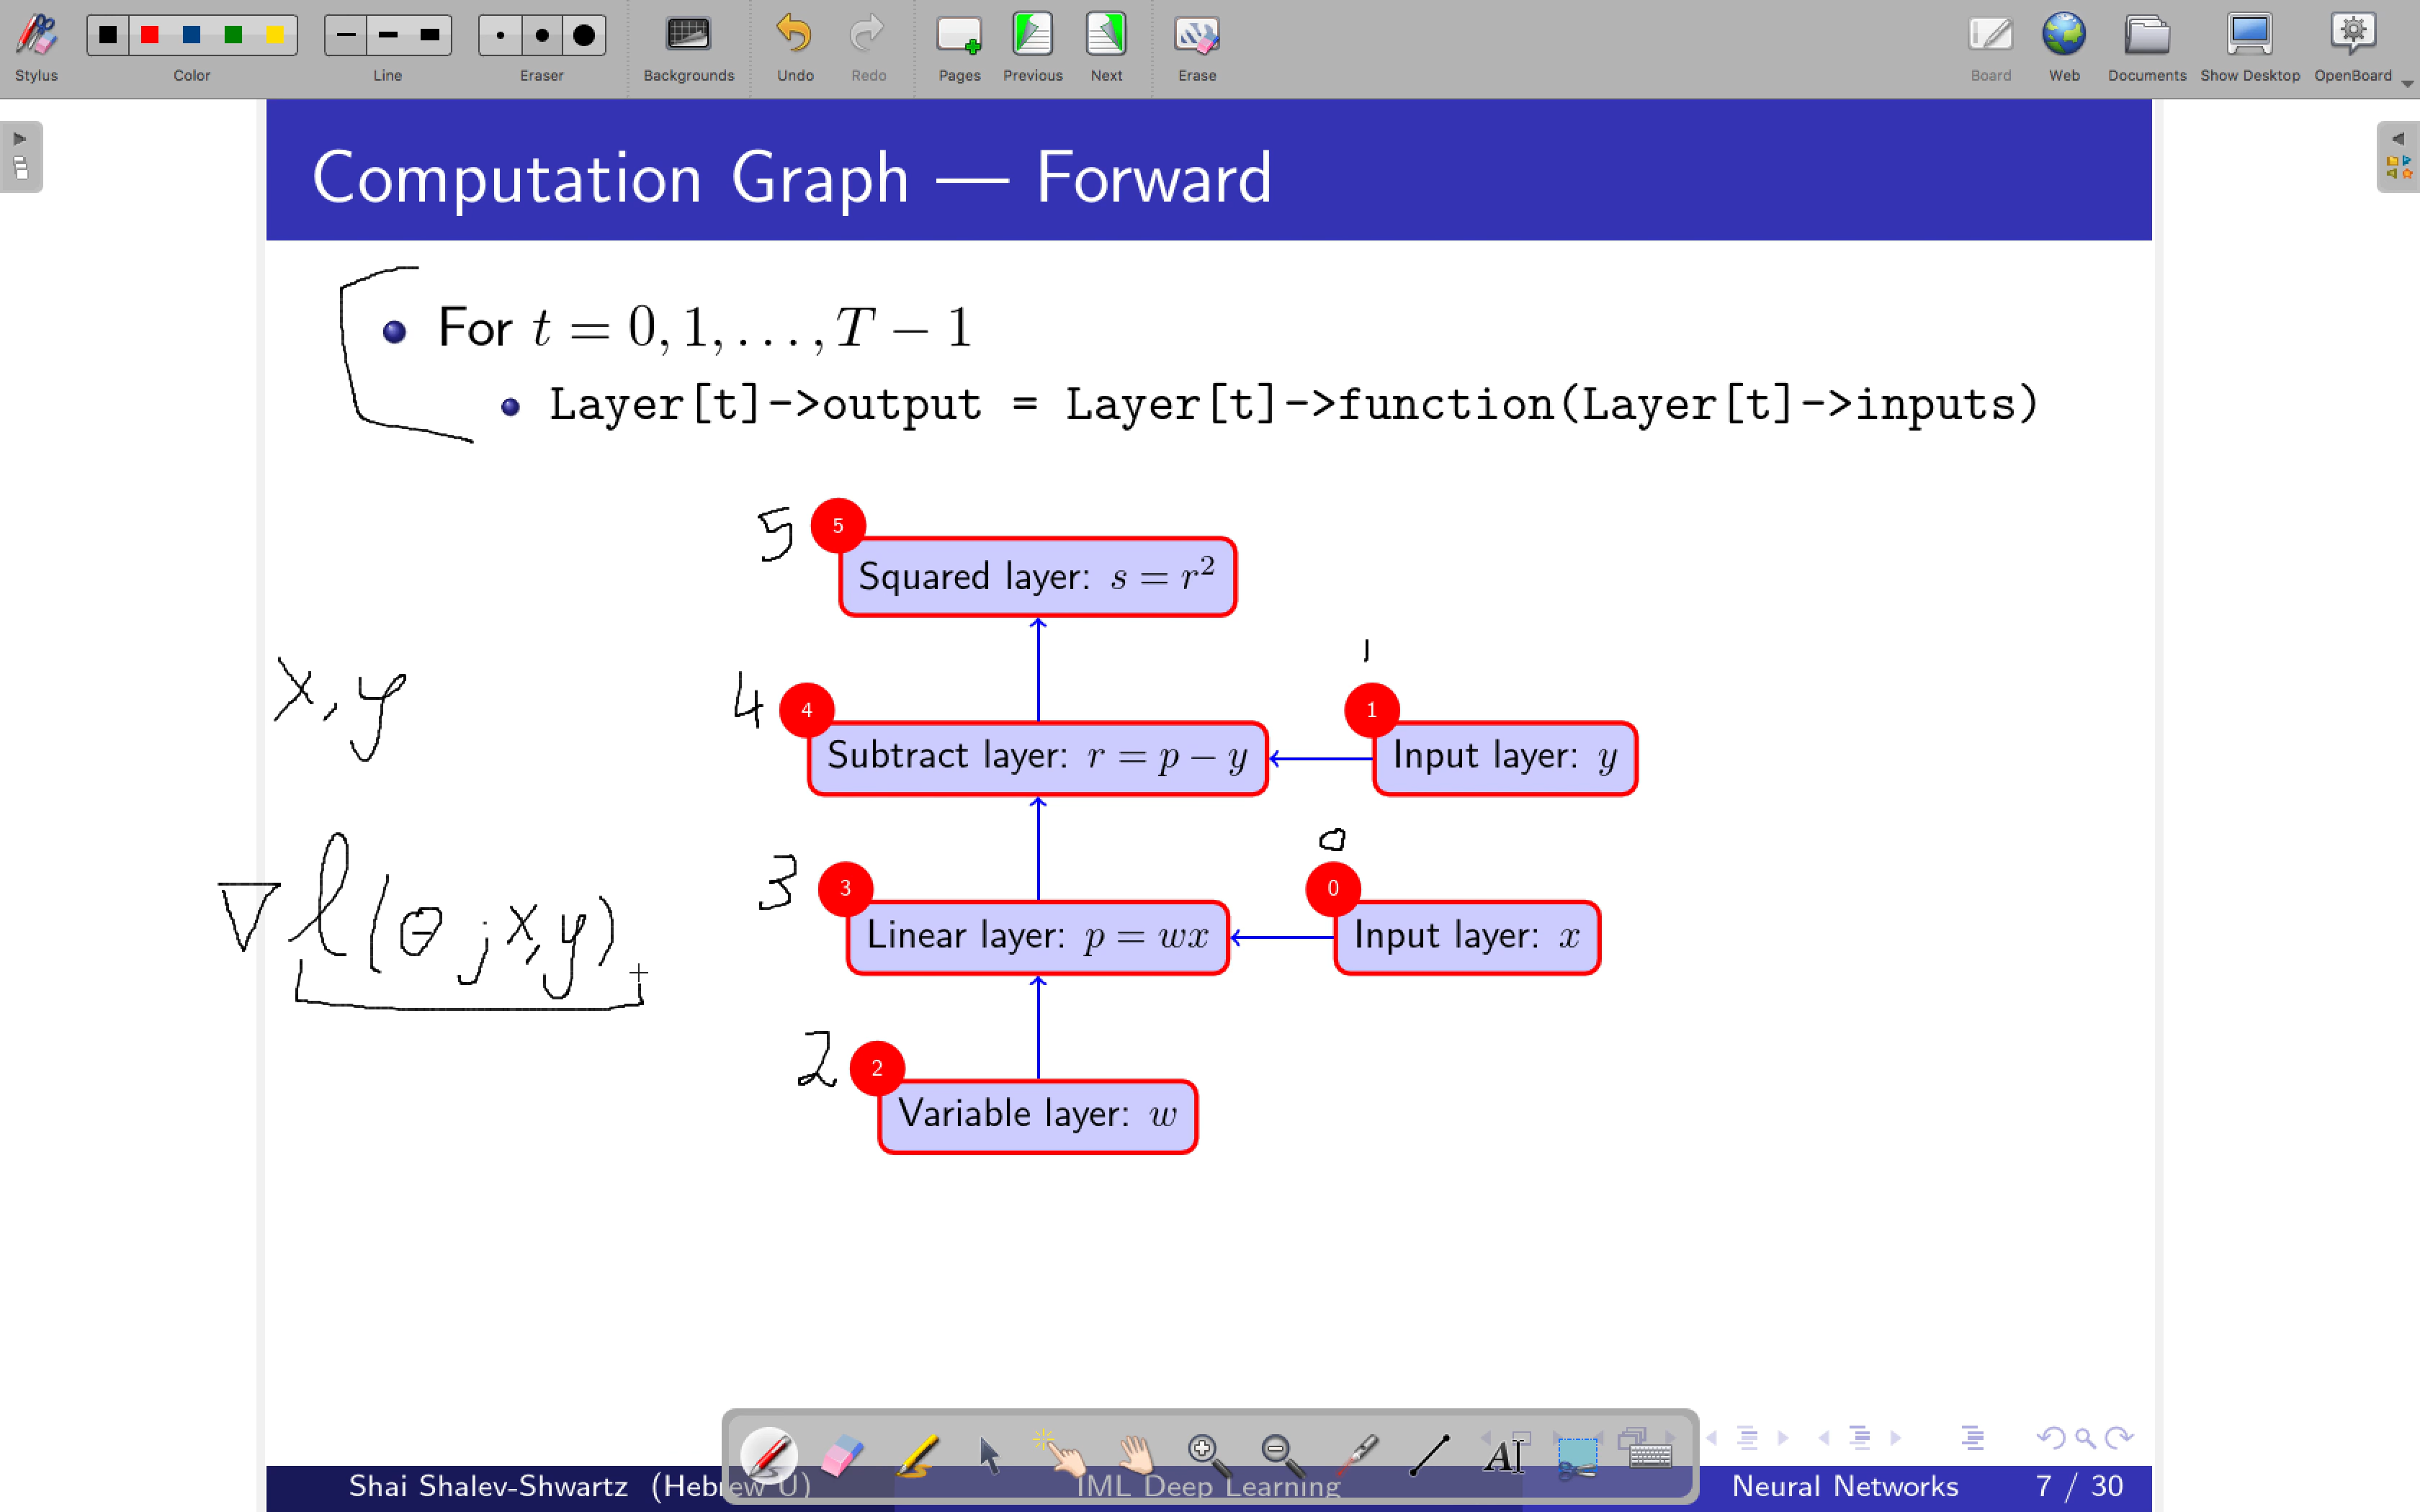 Stylus Color Line Eraser Backgrounds Undo Redo Pages Previous Next Erase Board Web Documents Show Desktop OpenBoard
Computation Graph — Forward
For t = 0, 1, . . . , T − 1
Layer[t]->output = Layer[t]->function(Layer[t]->inputs)
5
5
Squared layer: s = r²
x, y
1
4
4
1
Subtract layer: r = p − y
Input layer: y
0
3
3
0
∇ℓ(θ; x, y)
Linear layer: p = wx
Input layer: x
2
2
Variable layer: w
Shai Shalev-Shwartz (Hebrew U) IML Deep Learning Neural Networks 7 / 30